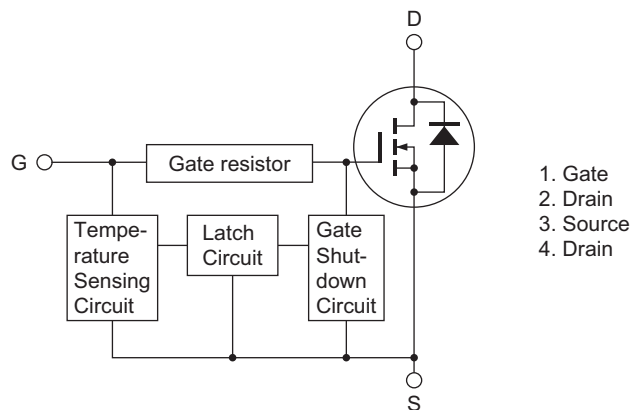 D
G
Gate resistor
Tempe-
rature
Sensing
Circuit
Latch
Circuit
Gate
Shut-
down
Circuit
S
1. Gate
2. Drain
3. Source
4. Drain